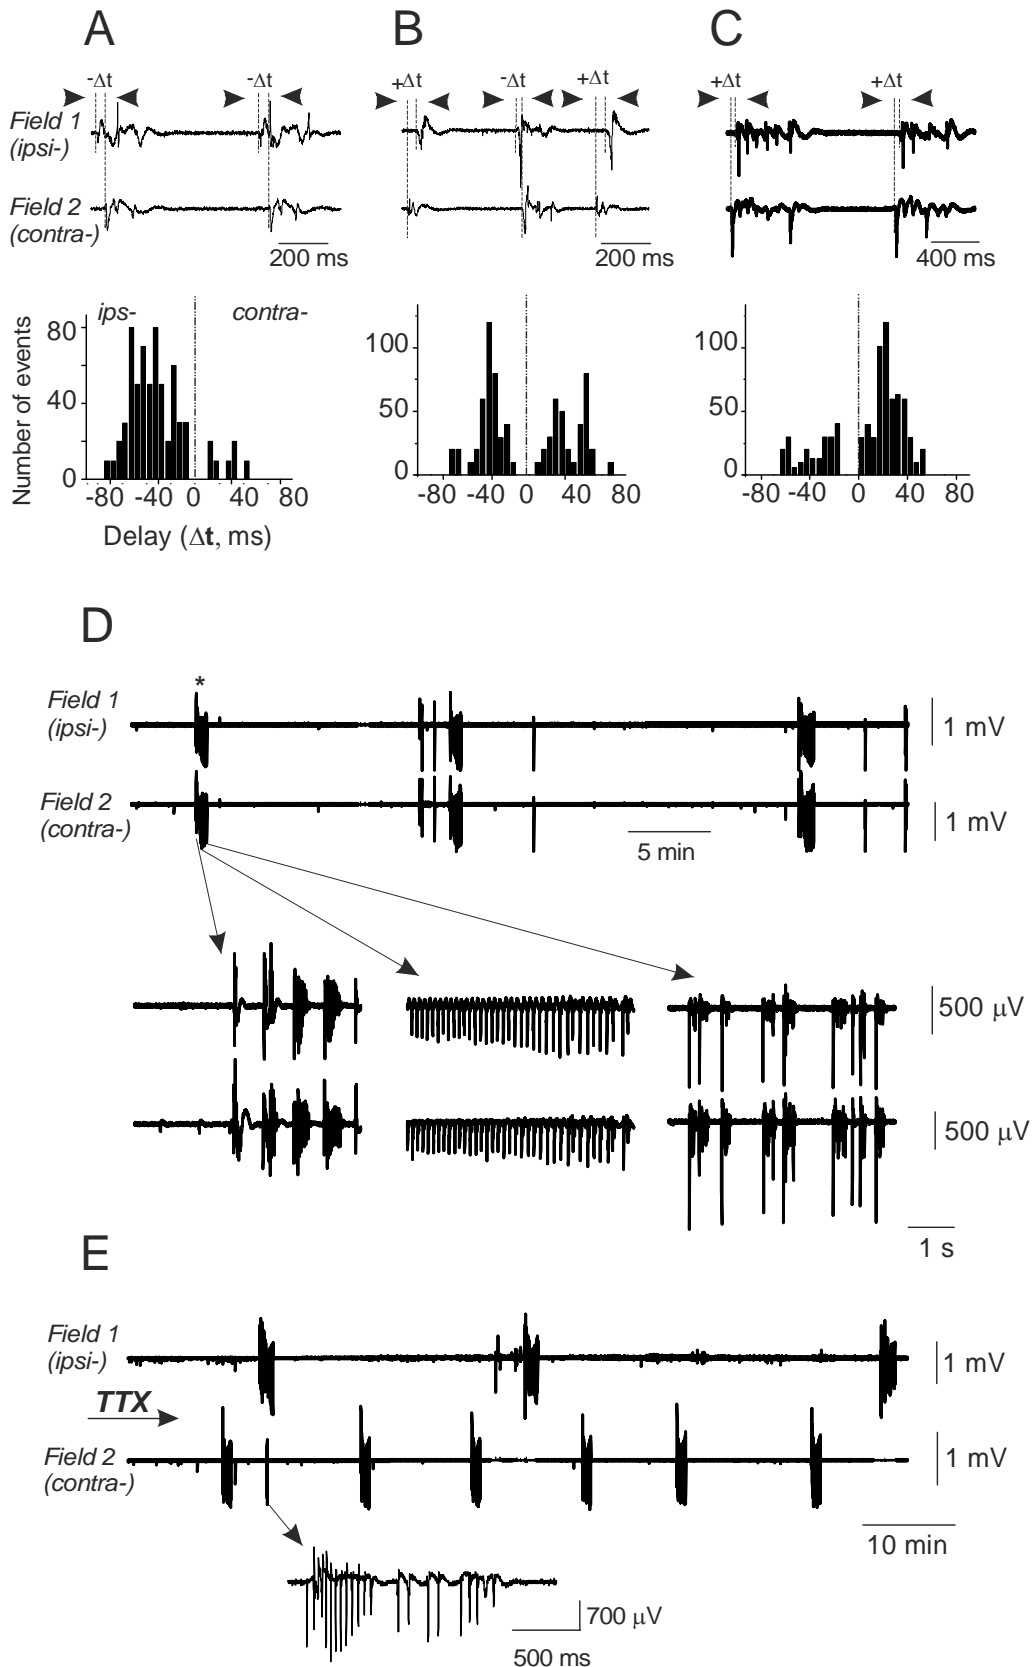 A B C
-Δt -Δt +Δt -Δt +Δt +Δt +Δt
Field 1
(ipsi-)
Field 2
(contra-)
200 ms 200 ms 400 ms
Number of events
ips- contra-
80
40
0
100
50
0
100
50
0
-80 -40 0 40 80 -80 -40 0 40 80 -80 -40 0 40 80
Delay (Δt, ms)
D
*
Field 1
(ipsi-)
1 mV
Field 2
(contra-)
1 mV
5 min
500 μV
500 μV
1 s
E
Field 1
(ipsi-)
1 mV
TTX
Field 2
(contra-)
1 mV
10 min
700 μV
500 ms